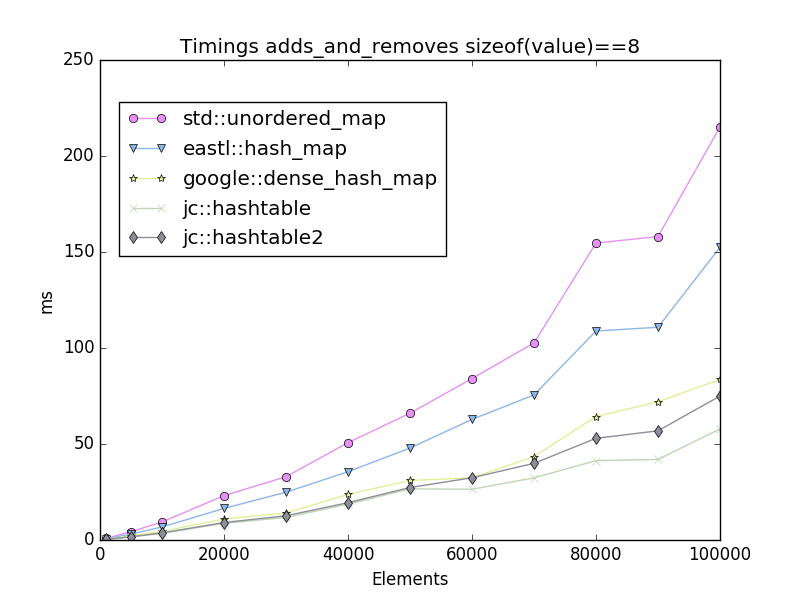 Timings adds_and_removes sizeof(value)==8
250
200
150
100
50
0
ms
std::unordered_map
eastl::hash_map
google::dense_hash_map
jc::hashtable
jc::hashtable2
0 20000 40000 60000 80000 100000
Elements